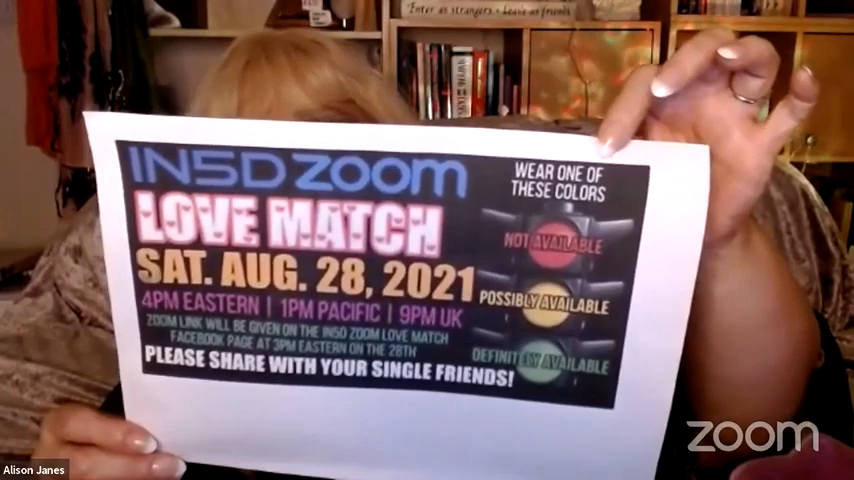 Enter as strangers · Leave as friends
IN5D ZOOM
LOVE MATCH
SAT. AUG. 28, 2021
4PM EASTERN | 1PM PACIFIC | 9PM UK
ZOOM LINK WILL BE GIVEN ON THE IN5D ZOOM LOVE MATCH
FACEBOOK PAGE AT 3PM EASTERN ON THE 28TH
PLEASE SHARE WITH YOUR SINGLE FRIENDS!
WEAR ONE OF
THESE COLORS
NOT AVAILABLE
POSSIBLY AVAILABLE
DEFINITELY AVAILABLE
Alison Janes
zoom